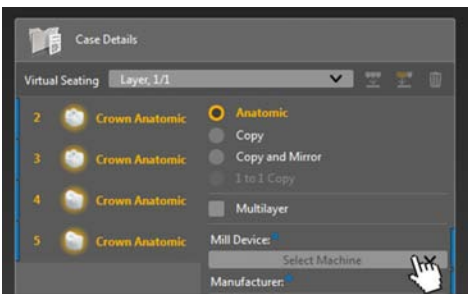 Case Details
Virtual Seating Layer, 1/1
2 Crown Anatomic
Anatomic
Copy
3 Crown Anatomic
Copy and Mirror
1 to 1 Copy
4 Crown Anatomic
Multilayer
5 Crown Anatomic
Mill Device:
Select Machine
Manufacturer: